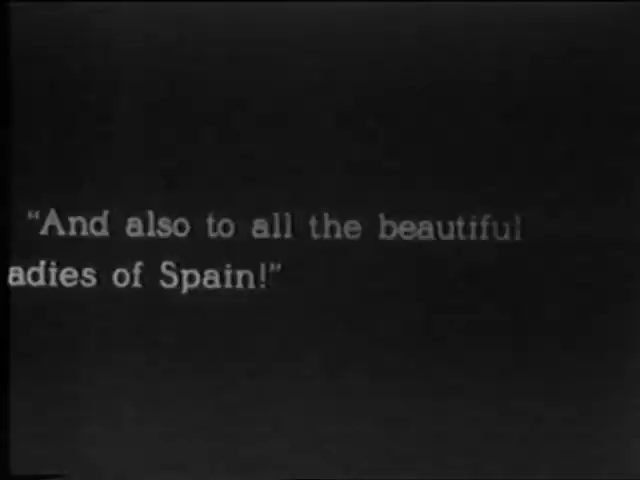 "And also to all the beautiful
adies of Spain!"